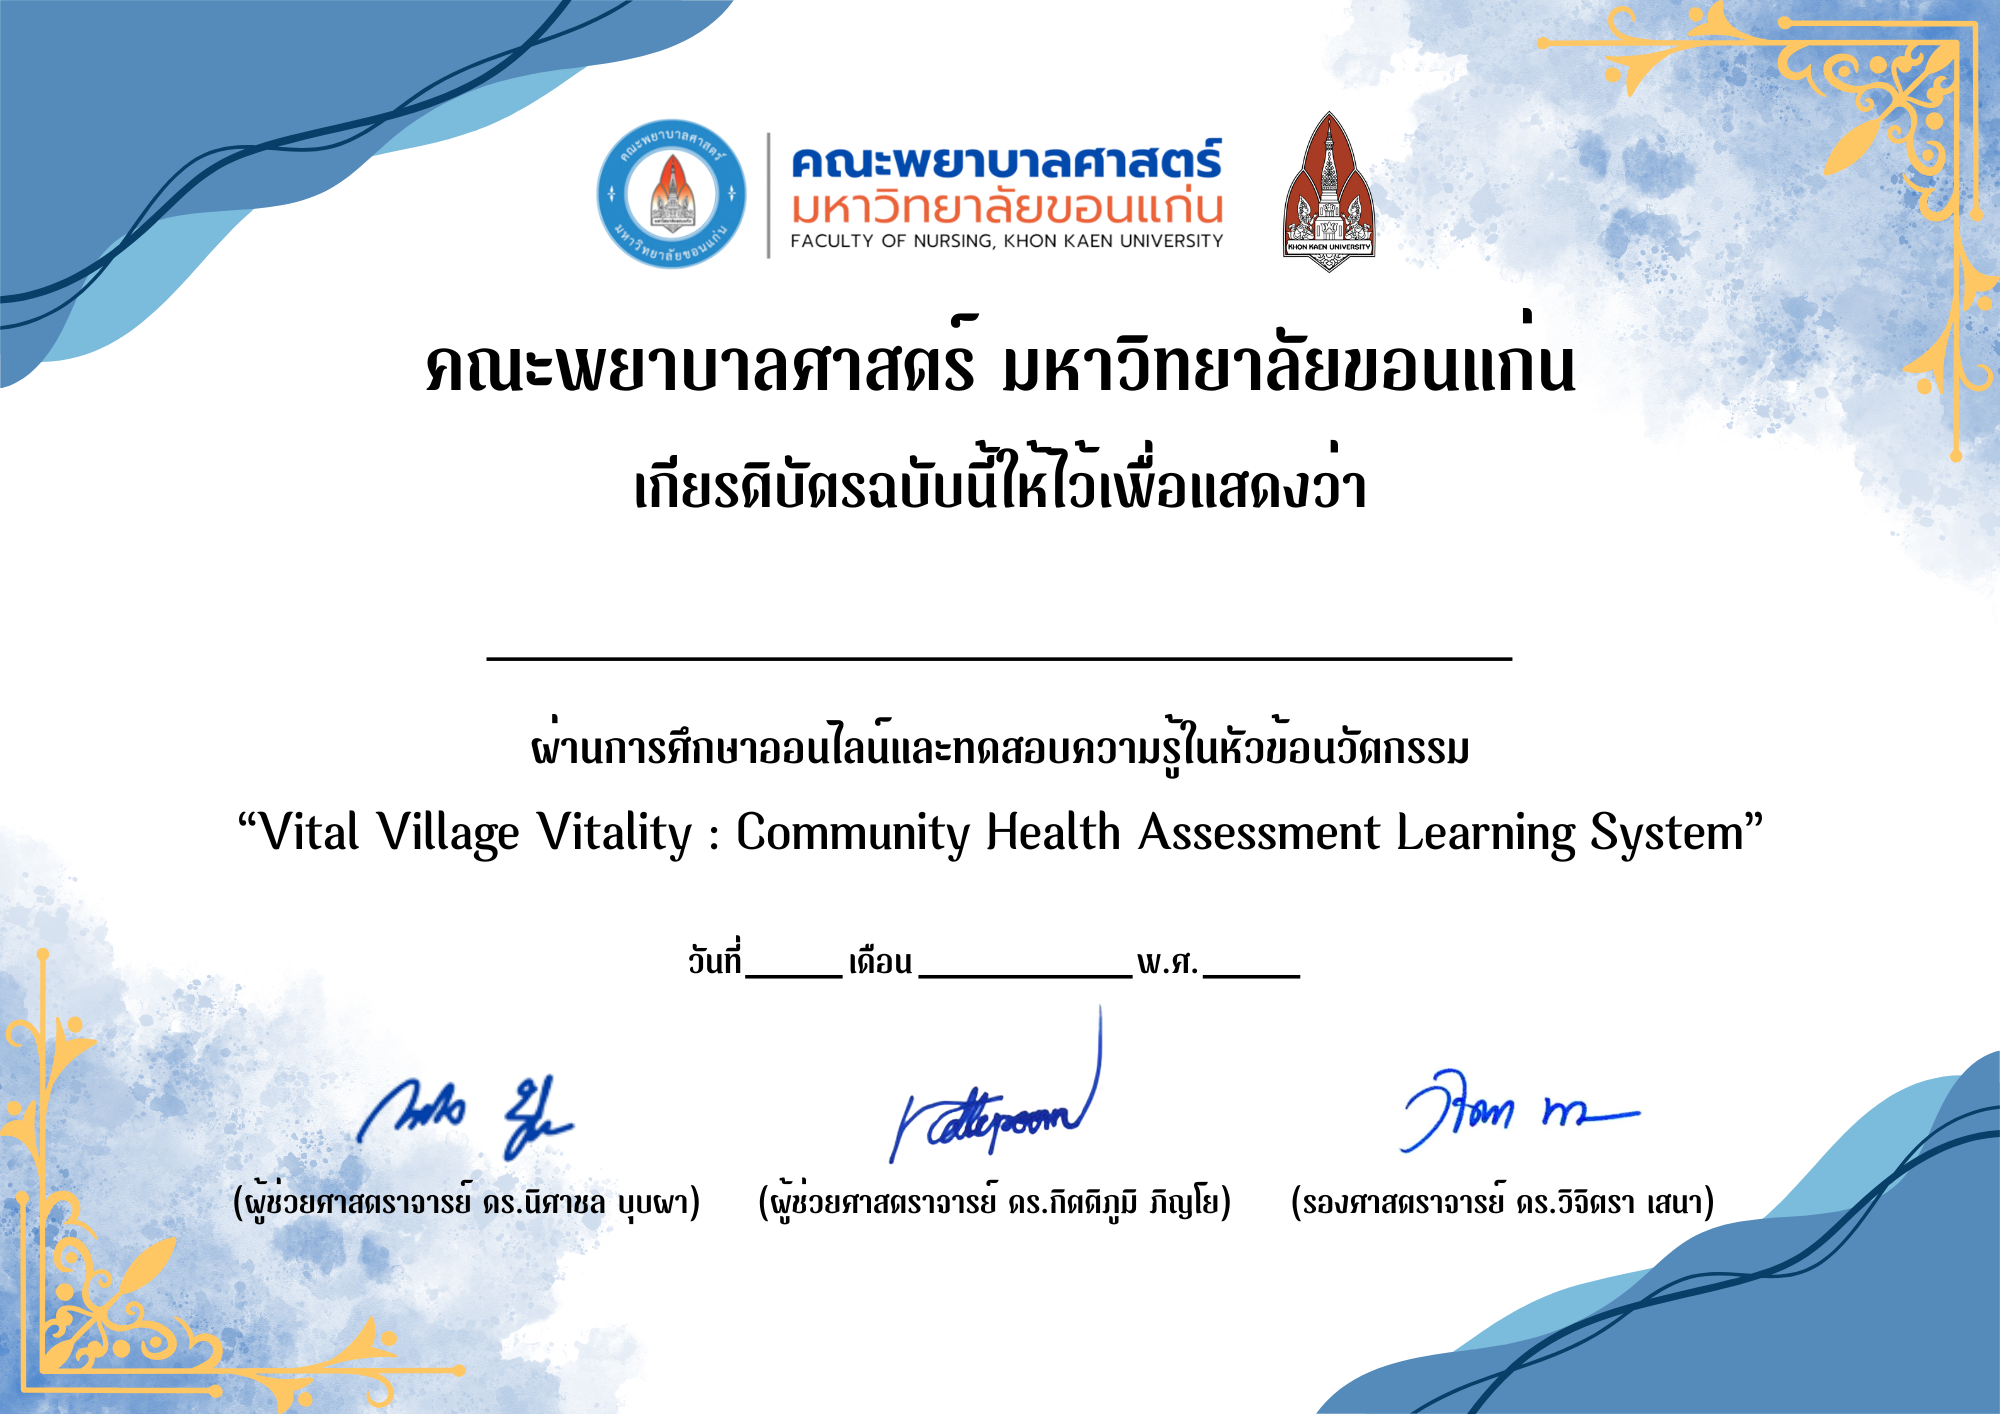 คณะพยาบาลศาสตร์
มหาวิทยาลัยขอนแก่น
คณะพยาบาลศาสตร์
มหาวิทยาลัยขอนแก่น
FACULTY OF NURSING, KHON KAEN UNIVERSITY
KHON KAEN UNIVERSITY
คณะพยาบาลศาสตร์ มหาวิทยาลัยขอนแก่น
เกียรติบัตรฉบับนี้ให้ไว้เพื่อแสดงว่า
ผ่านการศึกษาออนไลน์และทดสอบความรู้ในหัวข้อนวัตกรรม
“Vital Village Vitality : Community Health Assessment Learning System”
วันที่_____เดือน___________พ.ศ._____
Kattipoom
(ผู้ช่วยศาสตราจารย์ ดร.นิศาชล บุบผา) (ผู้ช่วยศาสตราจารย์ ดร.กิตติภูมิ ภิญโย) (รองศาสตราจารย์ ดร.วิจิตรา เสนา)